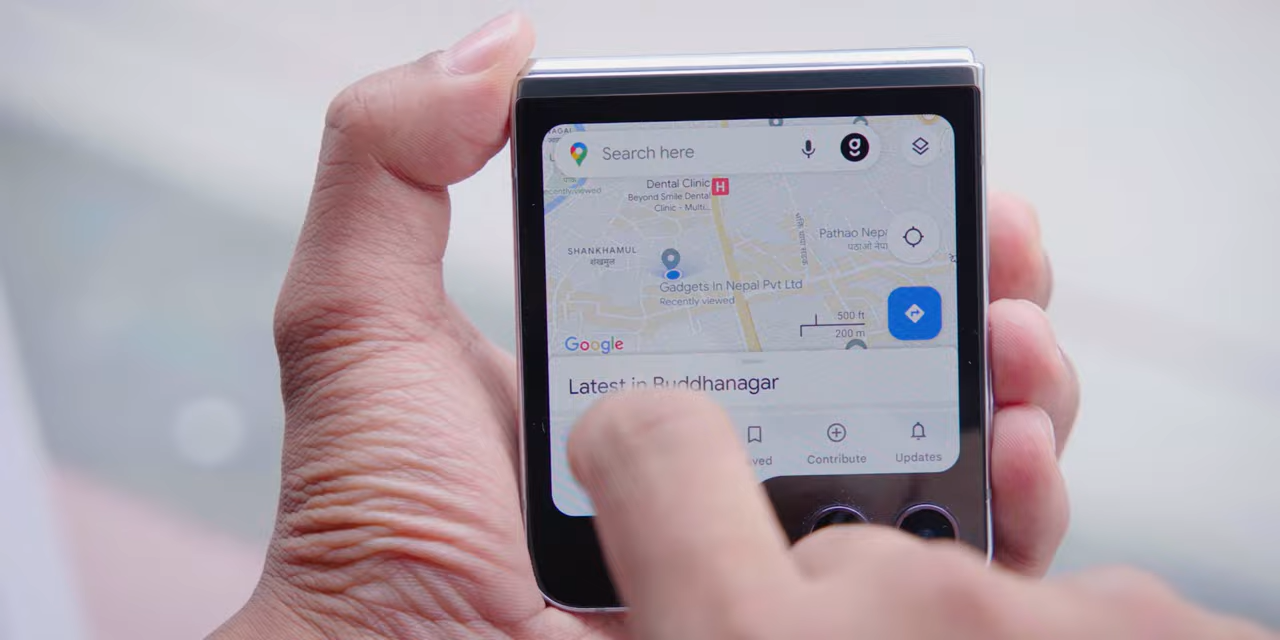 Search here
Dental Clinic
H
Beyond Smile Dental
Clinic - Multi...
SHANKHAMUL
शंखमुल
Pathao Nepa
पठाओ नेपा
Gadgets In Nepal Pvt Ltd
Recently viewed
500 ft
200 m
Google
Latest in Buddhanagar
Contribute
Updates